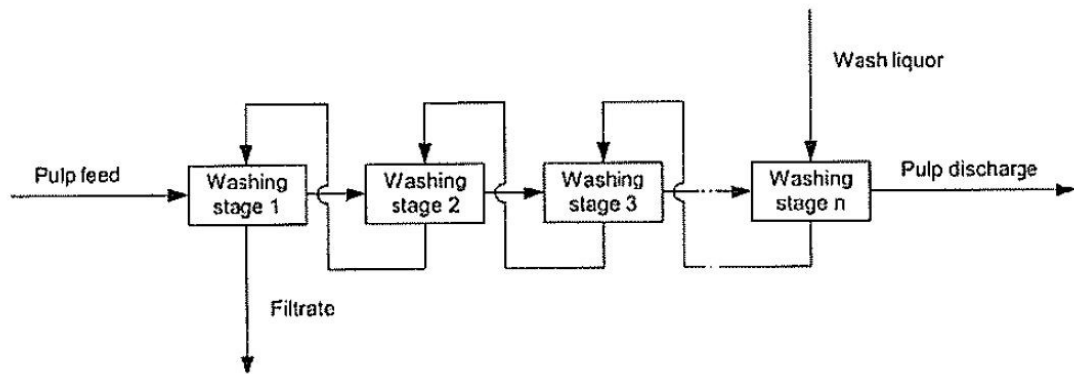 Wash liquor
Pulp feed
Washing
stage 1
Washing
stage 2
Washing
stage 3
Washing
stage n
Pulp discharge
Filtrate